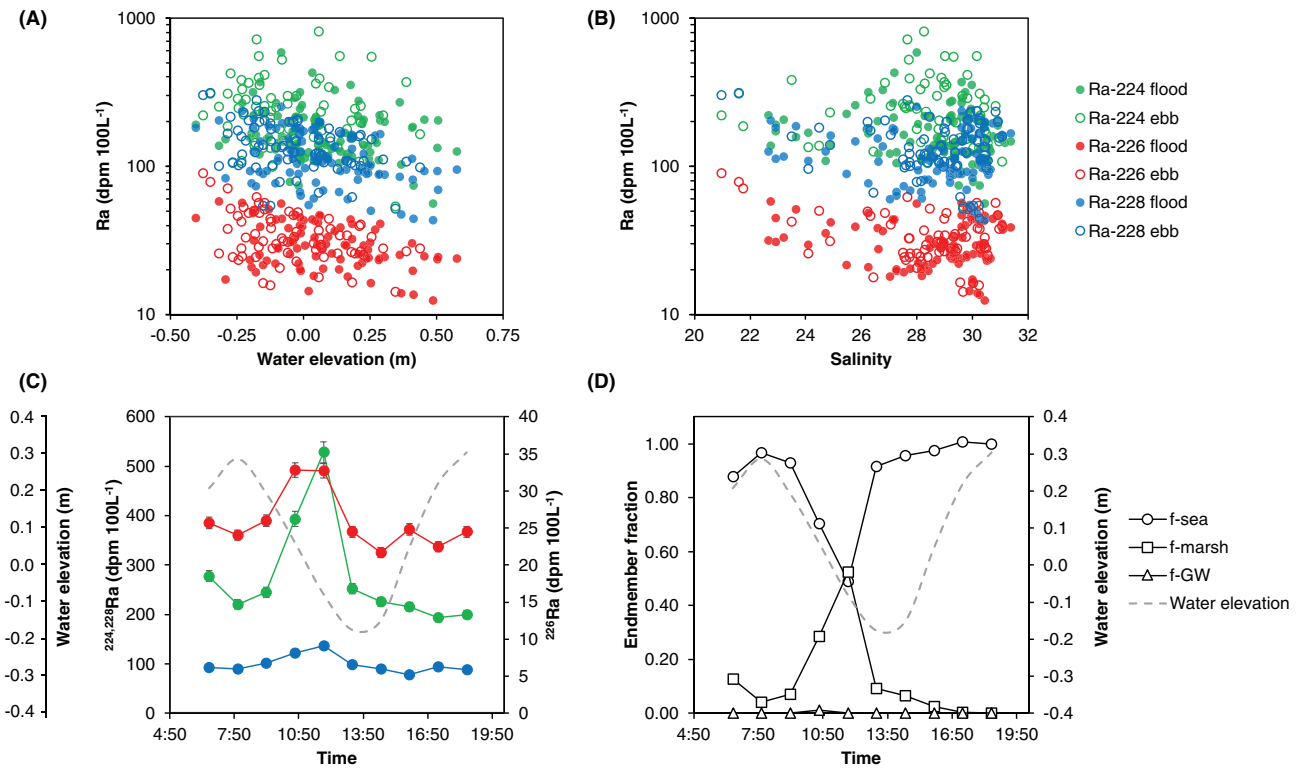 (A)
1000
100
10
Ra (dpm 100L⁻¹)
-0.50 -0.25 0.00 0.25 0.50 0.75
Water elevation (m)
(B)
1000
100
10
Ra (dpm 100L⁻¹)
20 22 24 26 28 30 32
Salinity
Ra-224 flood
Ra-224 ebb
Ra-226 flood
Ra-226 ebb
Ra-228 flood
Ra-228 ebb
(C)
0.4
0.3
0.2
0.1
0.0
-0.1
-0.2
-0.3
-0.4
Water elevation (m)
600
500
400
300
200
100
0
²²⁴,²²⁸Ra (dpm 100L⁻¹)
40
35
30
25
20
15
10
5
0
²²⁶Ra (dpm 100L⁻¹)
4:50 7:50 10:50 13:50 16:50 19:50
Time
(D)
1.00
0.80
0.60
0.40
0.20
0.00
Endmember fraction
0.4
0.3
0.2
0.1
0.0
-0.1
-0.2
-0.3
-0.4
Water elevation (m)
4:50 7:50 10:50 13:50 16:50 19:50
Time
f-sea
f-marsh
f-GW
Water elevation